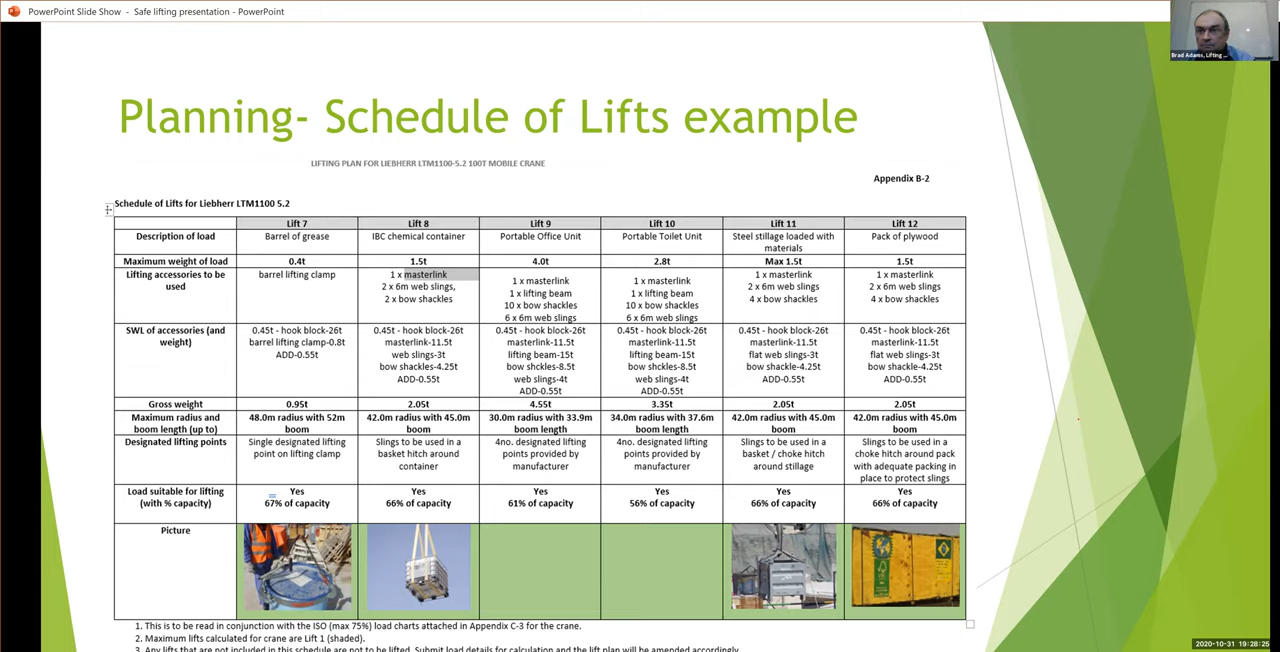 PowerPoint Slide Show - Safe lifting presentation - PowerPoint
Brad Adams, Lifting ...
Planning- Schedule of Lifts example
LIFTING PLAN FOR LIEBHERR LTM1100-5.2 100T MOBILE CRANE
Appendix B-2
Schedule of Lifts for Liebherr LTM1100 5.2
Lift 7 Lift 8 Lift 9 Lift 10 Lift 11 Lift 12
Description of load Barrel of grease IBC chemical container Portable Office Unit Portable Toilet Unit Steel stillage loaded with Pack of plywood
materials
Maximum weight of load 0.4t 1.5t 4.0t 2.8t Max 1.5t 1.5t
Lifting accessories to be barrel lifting clamp 1 x masterlink 1 x masterlink 1 x masterlink 1 x masterlink 1 x masterlink
used 2 x 6m web slings, 1 x lifting beam 1 x lifting beam 2 x 6m web slings 2 x 6m web slings
2 x bow shackles 10 x bow shackles 10 x bow shackles 4 x bow shackles 4 x bow shackles
6 x 6m web slings 6 x 6m web slings
SWL of accessories (and 0.45t - hook block-26t 0.45t - hook block-26t 0.45t - hook block-26t 0.45t - hook block-26t 0.45t - hook block-26t 0.45t - hook block-26t
weight) barrel lifting clamp-0.8t masterlink-11.5t masterlink-11.5t masterlink-11.5t masterlink-11.5t masterlink-11.5t
ADD-0.55t web slings-3t lifting beam-15t lifting beam-15t flat web slings-3t flat web slings-3t
bow shackles-4.25t bow shckles-8.5t bow shckles-8.5t bow shackle-4.25t bow shackle-4.25t
ADD-0.55t web slings-4t web slings-4t ADD-0.55t ADD-0.55t
ADD-0.55t ADD-0.55t
Gross weight 0.95t 2.05t 4.55t 3.35t 2.05t 2.05t
Maximum radius and 48.0m radius with 52m 42.0m radius with 45.0m 30.0m radius with 33.9m 34.0m radius with 37.6m 42.0m radius with 45.0m 42.0m radius with 45.0m
boom length (up to) boom boom boom length boom length boom boom
Designated lifting points Single designated lifting Slings to be used in a 4no. designated lifting 4no. designated lifting Slings to be used in a Slings to be used in a
point on lifting clamp basket hitch around points provided by points provided by basket / choke hitch choke hitch around pack
container manufacturer manufacturer around stillage with adequate packing in
place to protect slings
Load suitable for lifting Yes Yes Yes Yes Yes Yes
(with % capacity) 67% of capacity 66% of capacity 61% of capacity 56% of capacity 66% of capacity 66% of capacity
Picture
1. This is to be read in conjunction with the ISO (max 75%) load charts attached in Appendix C-3 for the crane.
2. Maximum lifts calculated for crane are Lift 1 (shaded).
3. Any lifts that are not included in this schedule are not to be lifted. Submit load details for calculation and the lift plan will be amended accordingly
2020-10-31 19:28:25